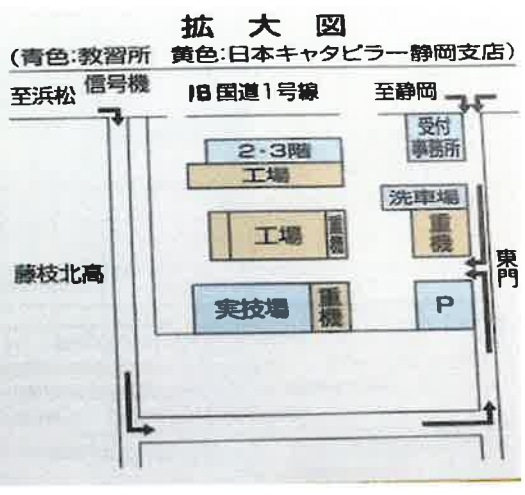 拡大図
(青色:教習所 黄色:日本キャタピラー静岡支店)
信号機
至浜松 旧国道1号線 至静岡
受付
事務所
2・3階
工場
洗車場
重機
工場
重機
東門
藤枝北高
実技場
重機
P